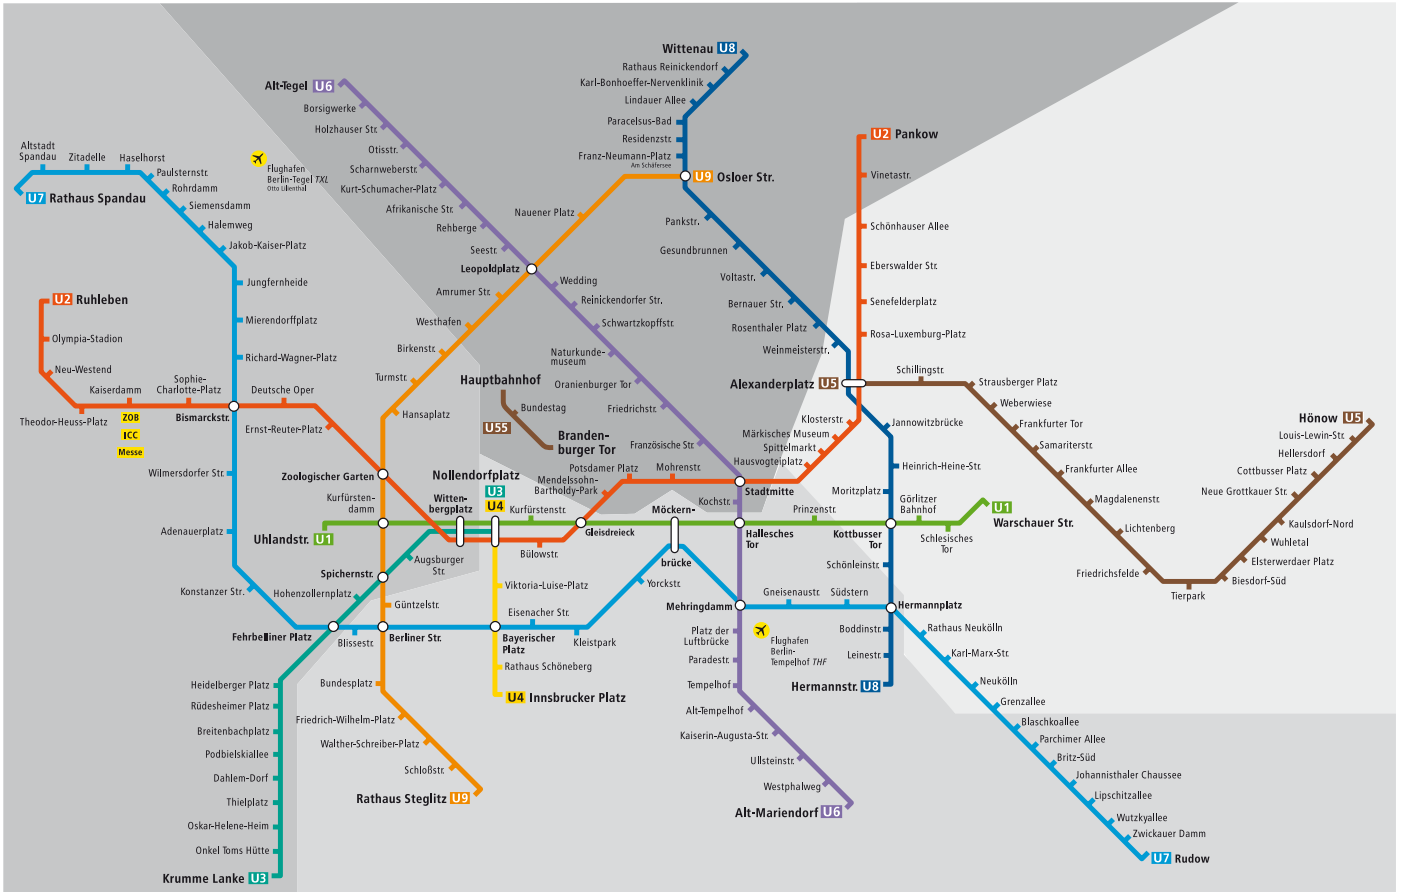 Wittenau U8
Rathaus Reinickendorf
Karl-Bonhoeffer-Nervenklinik
Lindauer Allee
Paracelsus-Bad
Residenzstr.
Franz-Neumann-Platz
Am Schäfersee
U9 Osloer Str.
Pankstr.
Gesundbrunnen
Voltastr.
Bernauer Str.
Rosenthaler Platz
Weinmeisterstr.
Alexanderplatz U5
Jannowitzbrücke
Heinrich-Heine-Str.
Moritzplatz
Kottbusser
Tor
Schönleinstr.
Hermannplatz
Boddinstr.
Leinestr.
Hermannstr. U8
Alt-Tegel U6
Borsigwerke
Holzhauser Str.
Otisstr.
Scharnweberstr.
Kurt-Schumacher-Platz
Afrikanische Str.
Rehberge
Seestr.
Leopoldplatz
Wedding
Reinickendorfer Str.
Schwartzkopffstr.
Naturkunde-
museum
Oranienburger Tor
Friedrichstr.
Französische Str.
Stadtmitte
Kochstr.
Hallesches
Tor
Mehringdamm
Platz der
Luftbrücke
Paradestr.
Tempelhof
Alt-Tempelhof
Kaiserin-Augusta-Str.
Ullsteinstr.
Westphalweg
Alt-Mariendorf U6
Flughafen
Berlin-
Tempelhof THF
U2 Pankow
Vinetastr.
Schönhauser Allee
Eberswalder Str.
Senefelderplatz
Rosa-Luxemburg-Platz
Klosterstr.
Märkisches Museum
Spittelmarkt
Hausvogteiplatz
Mohrenstr.
Potsdamer Platz
Mendelssohn-
Bartholdy-Park
Gleisdreieck
Bülowstr.
Nollendorfplatz
U3
U4
Witten-
bergplatz
Zoologischer Garten
Ernst-Reuter-Platz
Deutsche Oper
Bismarckstr.
Sophie-
Charlotte-Platz
Kaiserdamm
ZOB
ICC
Messe
Theodor-Heuss-Platz
Neu-Westend
Olympia-Stadion
U2 Ruhleben
Altstadt
Spandau
Zitadelle
Haselhorst
U7 Rathaus Spandau
Paulsternstr.
Rohrdamm
Siemensdamm
Halemweg
Jakob-Kaiser-Platz
Jungfernheide
Mierendorffplatz
Richard-Wagner-Platz
Wilmersdorfer Str.
Adenauerplatz
Konstanzer Str.
Fehrbelliner Platz
Blissestr.
Berliner Str.
Bayerischer
Platz
Eisenacher Str.
Kleistpark
Yorckstr.
Möckern-
brücke
Gneisenaustr.
Südstern
Rathaus Neukölln
Karl-Marx-Str.
Neukölln
Grenzallee
Blaschkoallee
Parchimer Allee
Britz-Süd
Johannisthaler Chaussee
Lipschitzallee
Wutzkyallee
Zwickauer Damm
U7 Rudow
Flughafen
Berlin-Tegel TXL
Otto Lilienthal
Nauener Platz
Amrumer Str.
Westhafen
Birkenstr.
Turmstr.
Hansaplatz
Kurfürsten-
damm
Spichernstr.
Güntzelstr.
Bundesplatz
Friedrich-Wilhelm-Platz
Walther-Schreiber-Platz
Schloßstr.
Rathaus Steglitz U9
Hauptbahnhof
Bundestag
U55
Branden-
burger Tor
Uhlandstr. U1
Kurfürstenstr.
Prinzenstr.
Görlitzer
Bahnhof
Schlesisches
Tor
U1
Warschauer Str.
Augsburger
Str.
Hohenzollernplatz
Heidelberger Platz
Rüdesheimer Platz
Breitenbachplatz
Podbielskiallee
Dahlem-Dorf
Thielplatz
Oskar-Helene-Heim
Onkel Toms Hütte
Krumme Lanke U3
Viktoria-Luise-Platz
Rathaus Schöneberg
U4 Innsbrucker Platz
Schillingstr.
Strausberger Platz
Weberwiese
Frankfurter Tor
Samariterstr.
Frankfurter Allee
Magdalenenstr.
Lichtenberg
Friedrichsfelde
Tierpark
Biesdorf-Süd
Elsterwerdaer Platz
Wuhletal
Kaulsdorf-Nord
Neue Grottkauer Str.
Cottbusser Platz
Hellersdorf
Louis-Lewin-Str.
Hönow U5